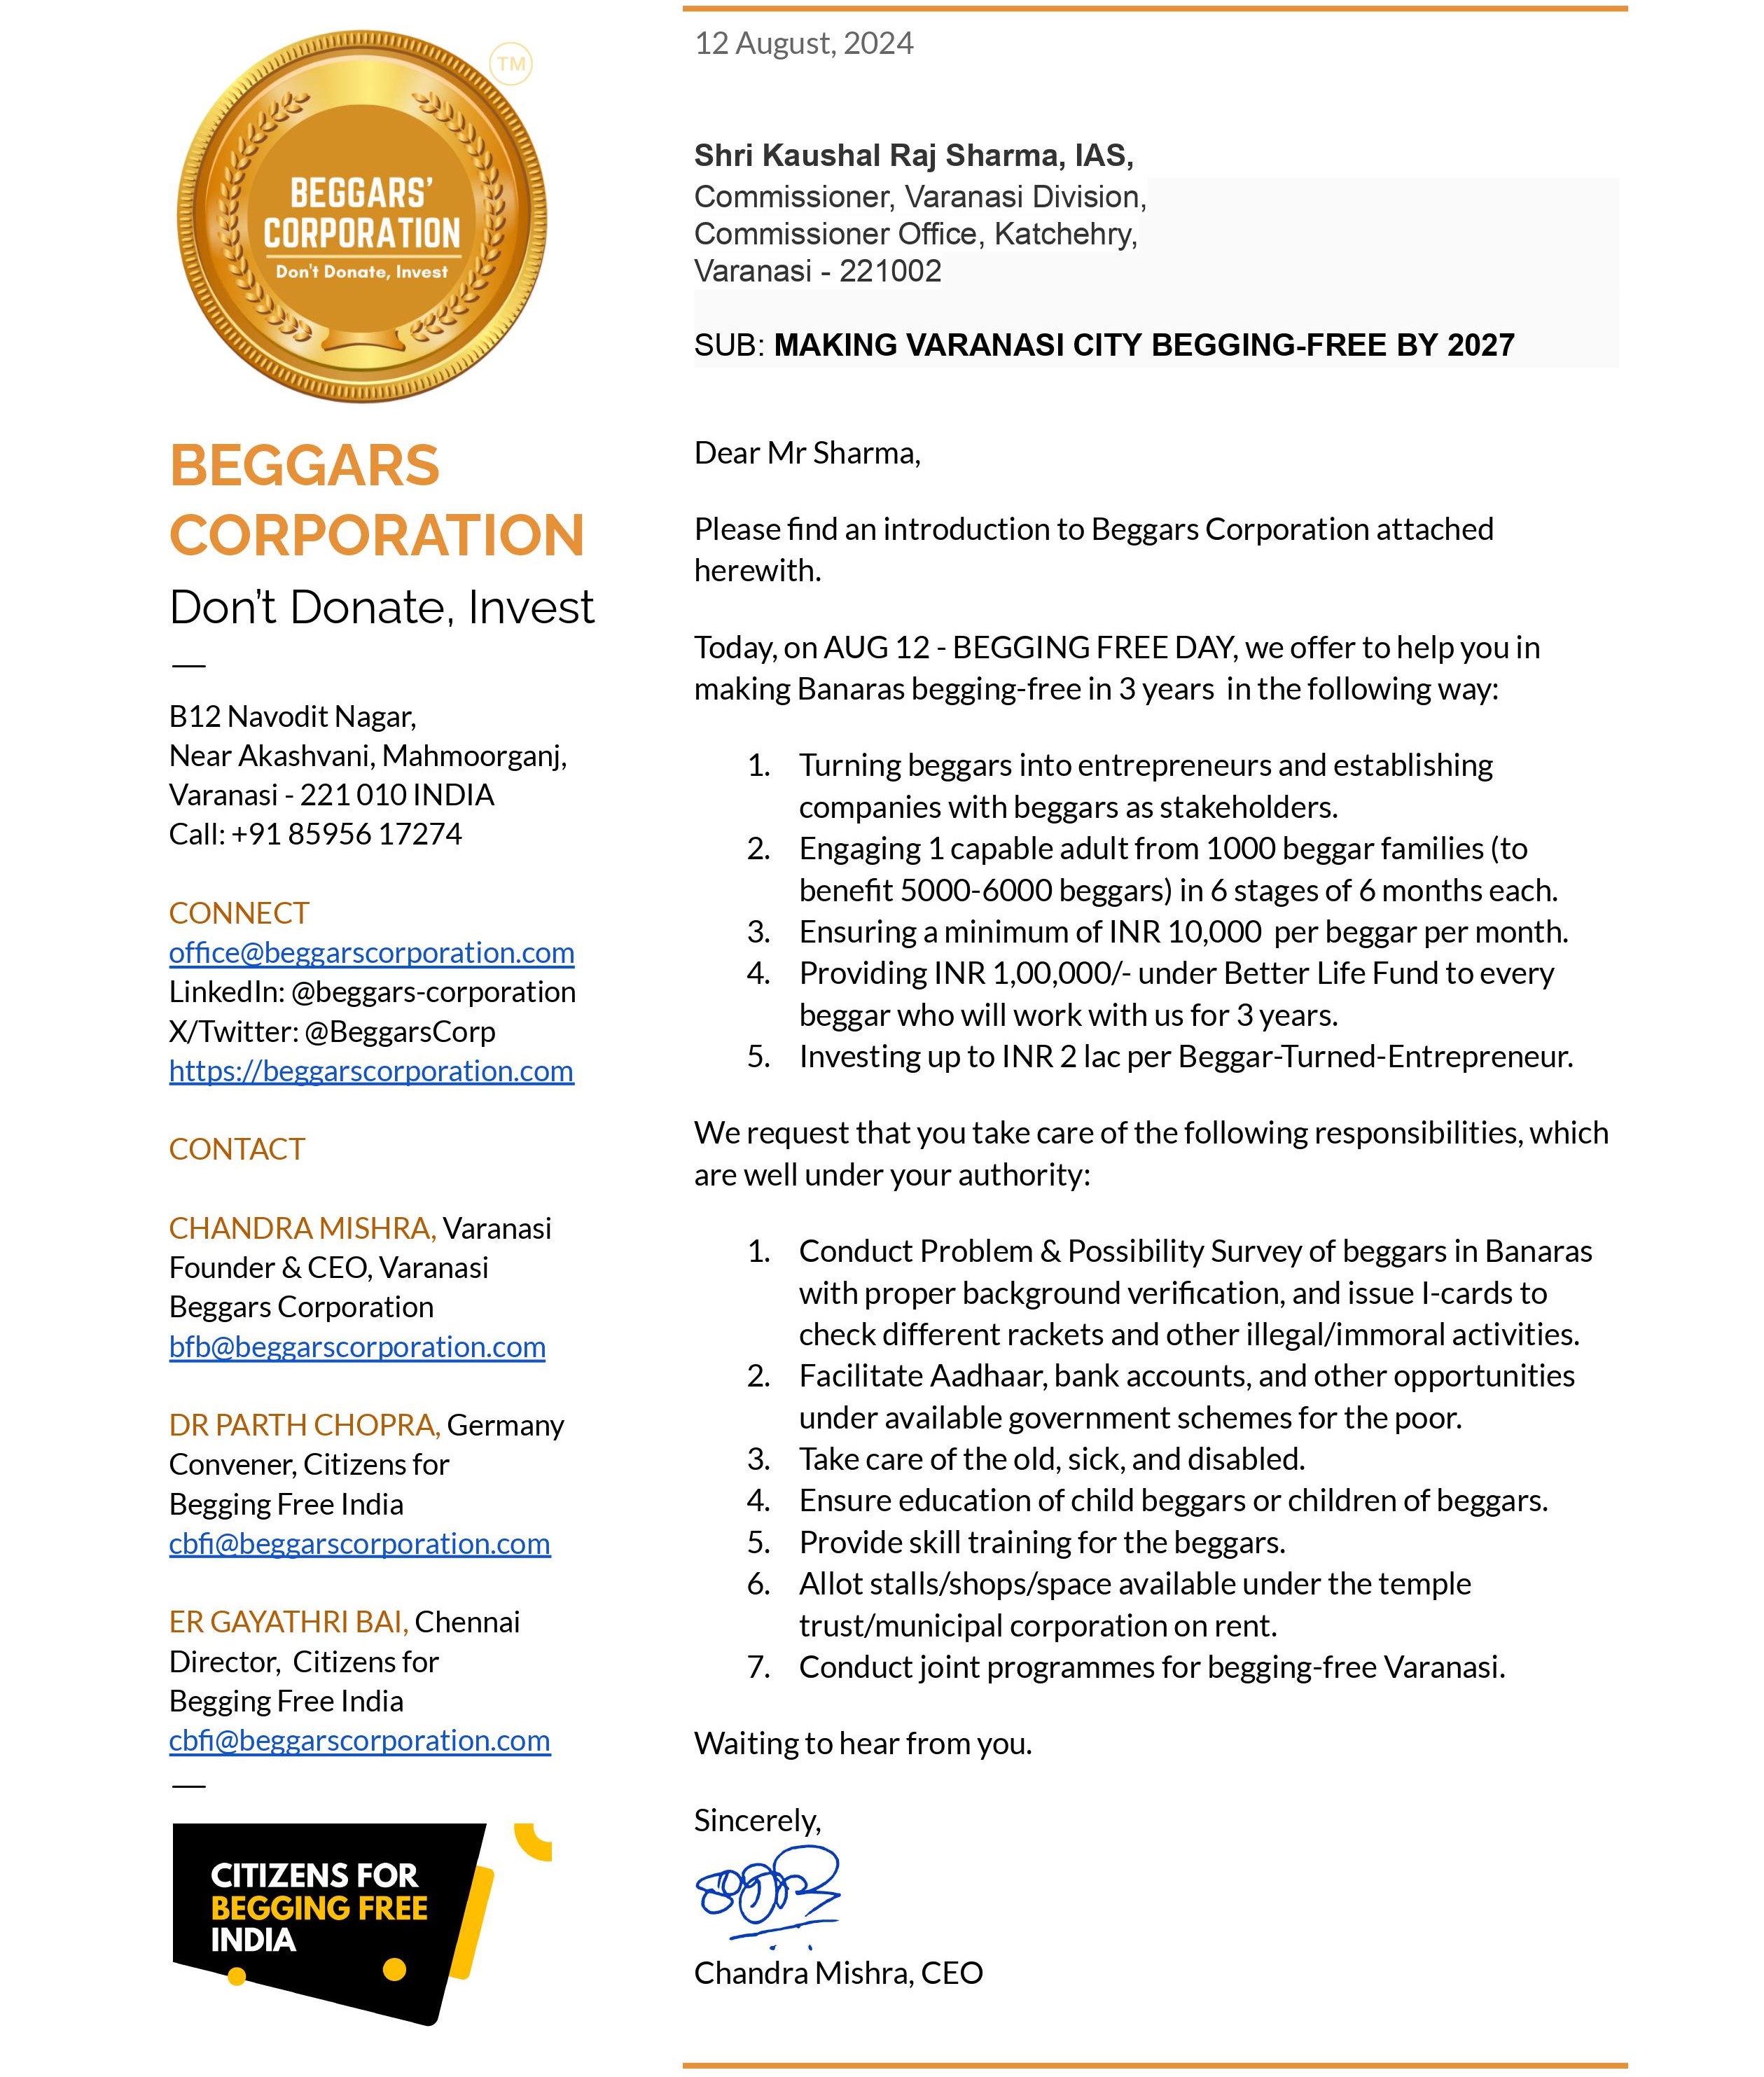 TM
BEGGARS'
CORPORATION
Don't Donate, Invest
BEGGARS
CORPORATION
Don't Donate, Invest
B12 Navodit Nagar,
Near Akashvani, Mahmoorganj,
Varanasi - 221 010 INDIA
Call: +91 85956 17274
CONNECT
office@beggarscorporation.com
LinkedIn: @beggars-corporation
X/Twitter: @BeggarsCorp
https://beggarscorporation.com
CONTACT
CHANDRA MISHRA, Varanasi
Founder & CEO, Varanasi
Beggars Corporation
bfb@beggarscorporation.com
DR PARTH CHOPRA, Germany
Convener, Citizens for
Begging Free India
cbfi@beggarscorporation.com
ER GAYATHRI BAI, Chennai
Director,  Citizens for
Begging Free India
cbfi@beggarscorporation.com
CITIZENS FOR
BEGGING FREE
INDIA
12 August, 2024
Shri Kaushal Raj Sharma, IAS,
Commissioner, Varanasi Division,
Commissioner Office, Katchehry,
Varanasi - 221002
SUB: MAKING VARANASI CITY BEGGING-FREE BY 2027
Dear Mr Sharma,
Please find an introduction to Beggars Corporation attached
herewith.
Today, on AUG 12 - BEGGING FREE DAY, we offer to help you in
making Banaras begging-free in 3 years  in the following way:
1. Turning beggars into entrepreneurs and establishing
companies with beggars as stakeholders.
2. Engaging 1 capable adult from 1000 beggar families (to
benefit 5000-6000 beggars) in 6 stages of 6 months each.
3. Ensuring a minimum of INR 10,000  per beggar per month.
4. Providing INR 1,00,000/- under Better Life Fund to every
beggar who will work with us for 3 years.
5. Investing up to INR 2 lac per Beggar-Turned-Entrepreneur.
We request that you take care of the following responsibilities, which
are well under your authority:
1. Conduct Problem & Possibility Survey of beggars in Banaras
with proper background verification, and issue I-cards to
check different rackets and other illegal/immoral activities.
2. Facilitate Aadhaar, bank accounts, and other opportunities
under available government schemes for the poor.
3. Take care of the old, sick, and disabled.
4. Ensure education of child beggars or children of beggars.
5. Provide skill training for the beggars.
6. Allot stalls/shops/space available under the temple
trust/municipal corporation on rent.
7. Conduct joint programmes for begging-free Varanasi.
Waiting to hear from you.
Sincerely,
Chandra Mishra, CEO